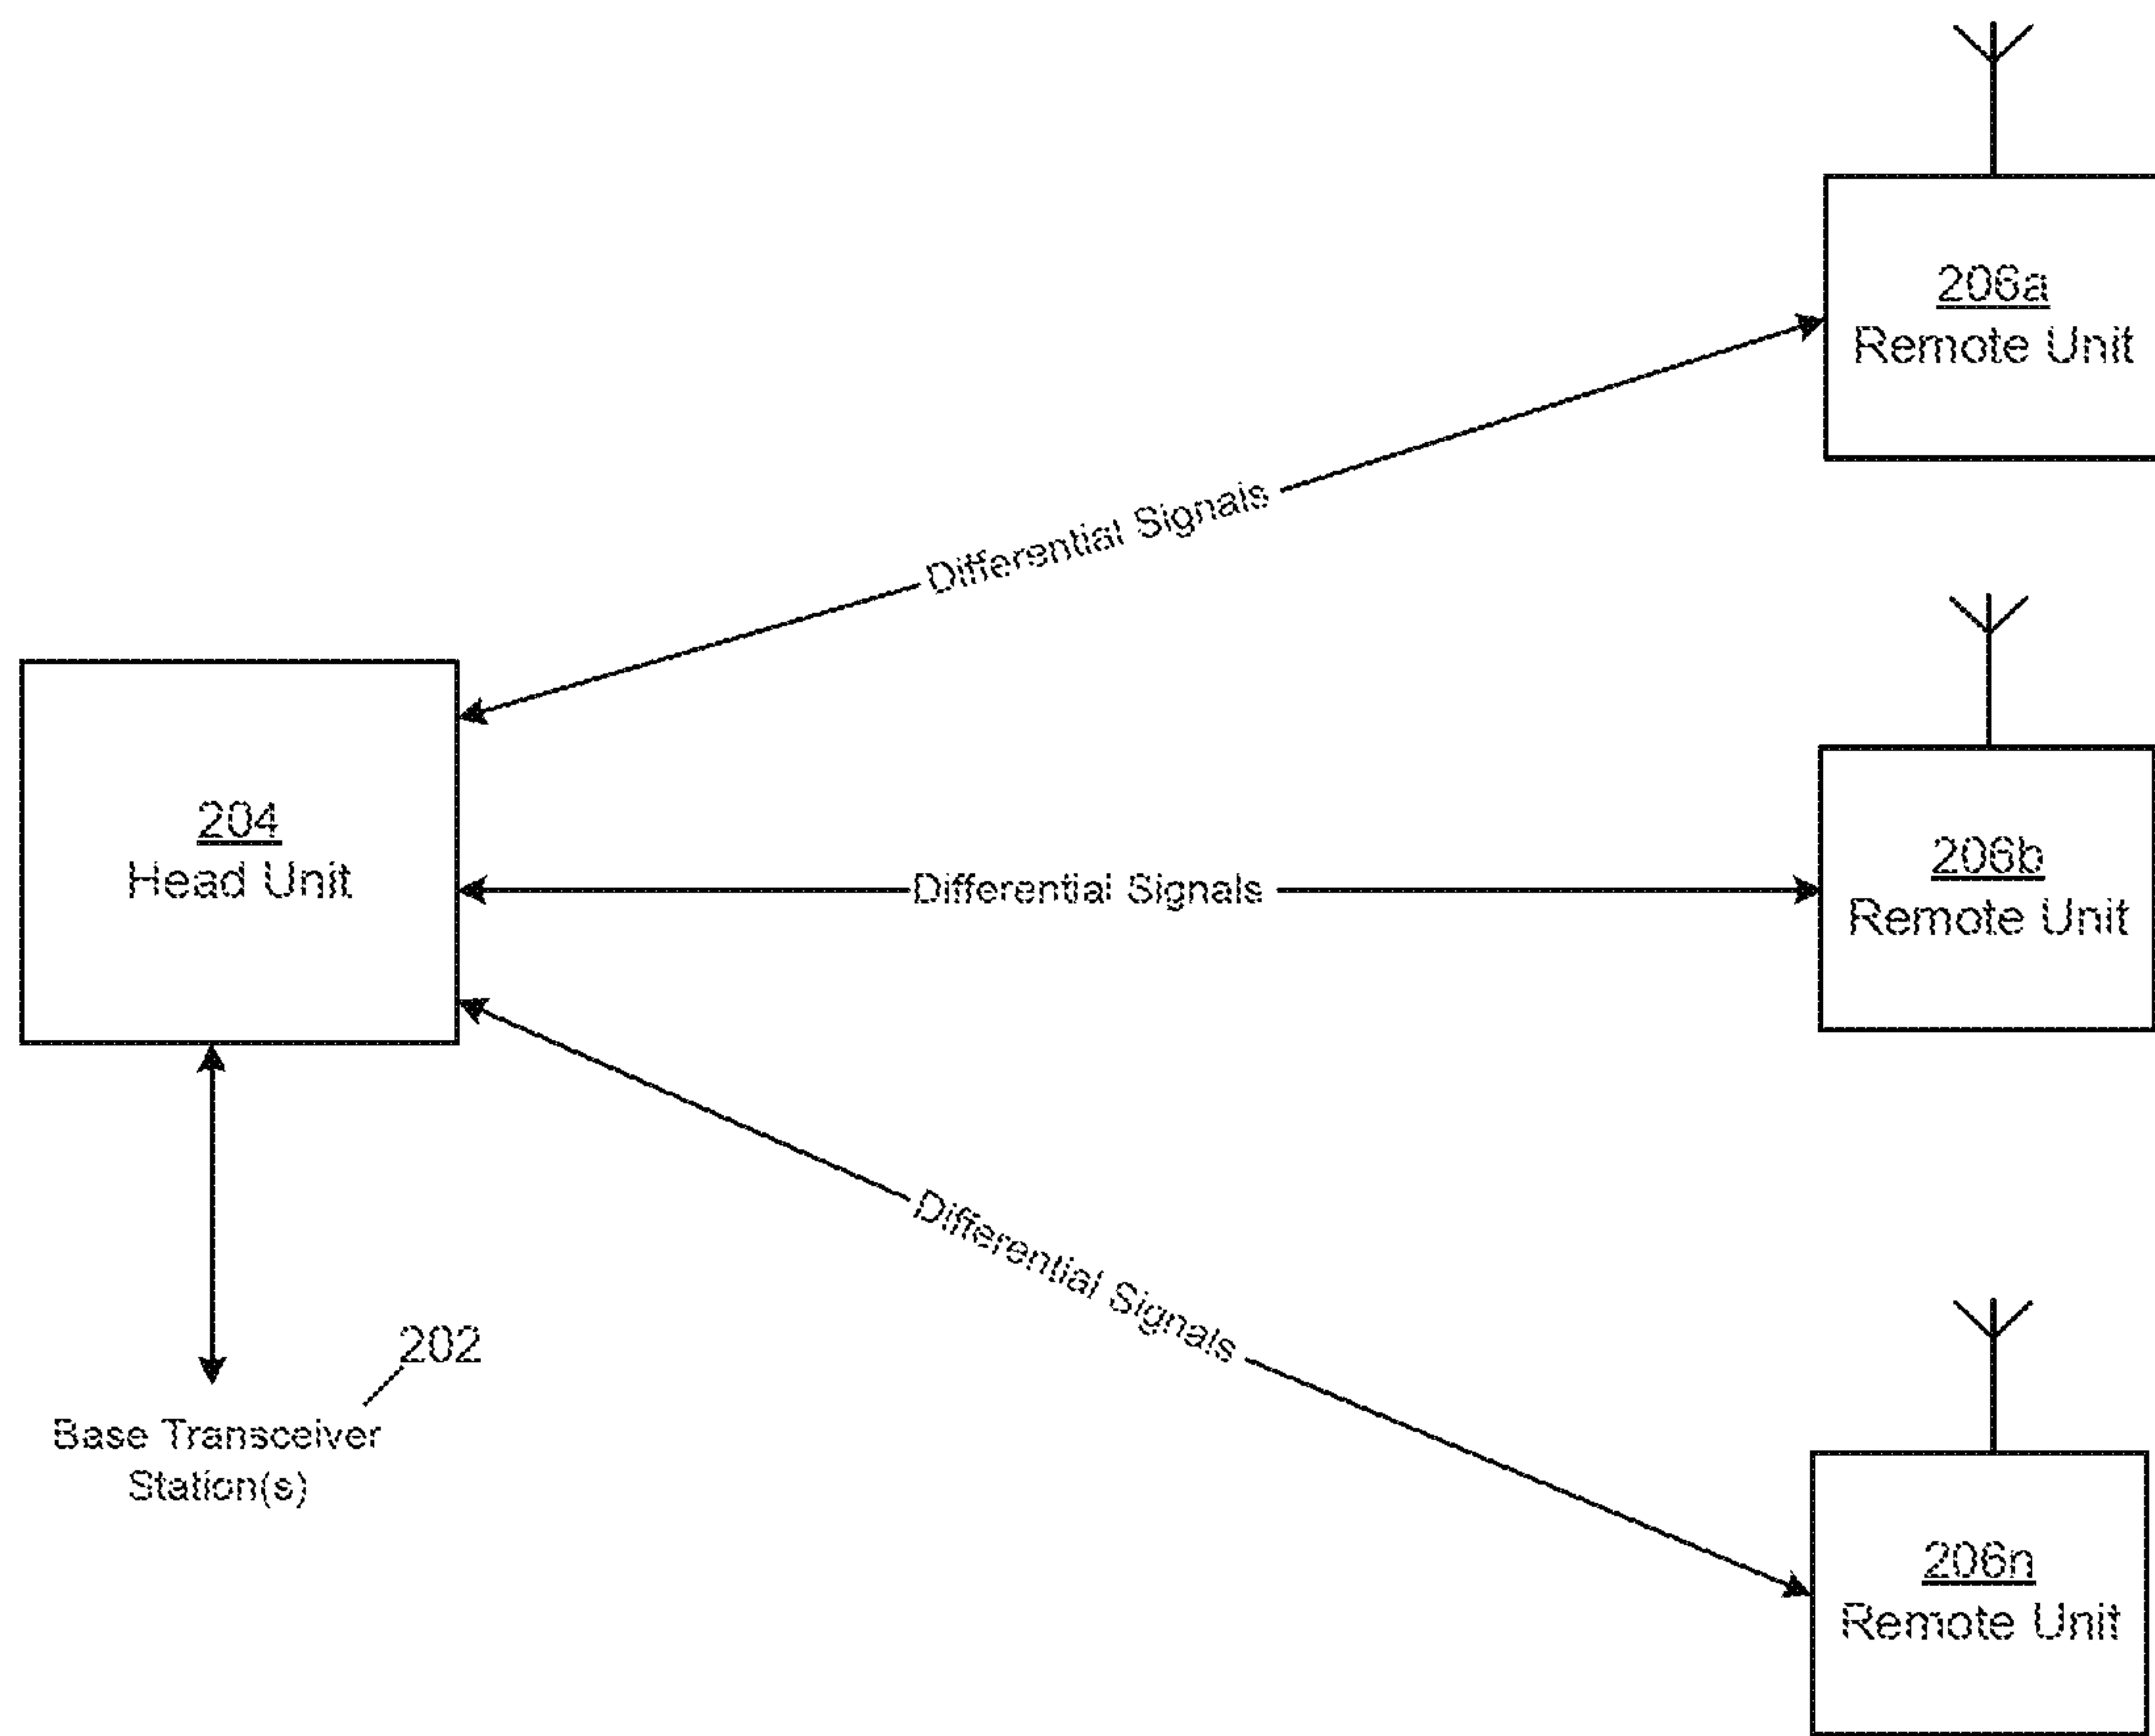 206a
Remote Unit
Differential Signals
204
Head Unit
206b
Remote Unit
Differential Signals
Differential Signals
202
Base Transceiver
Station(s)
206n
Remote Unit